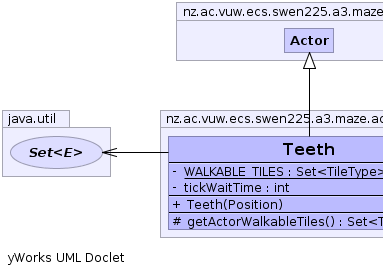 nz.ac.vuw.ecs.swen225.a3.maze
Actor
java.util
nz.ac.vuw.ecs.swen225.a3.maze.ac
Set<E>
Teeth
- WALKABLE_TILES : Set<TileType>
- tickWaitTime : int
+ Teeth(Position)
# getActorWalkableTiles() : Set<T
yWorks UML Doclet